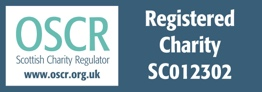 OSCR
Scottish Charity Regulator
www.oscr.org.uk
Registered
Charity
SC012302